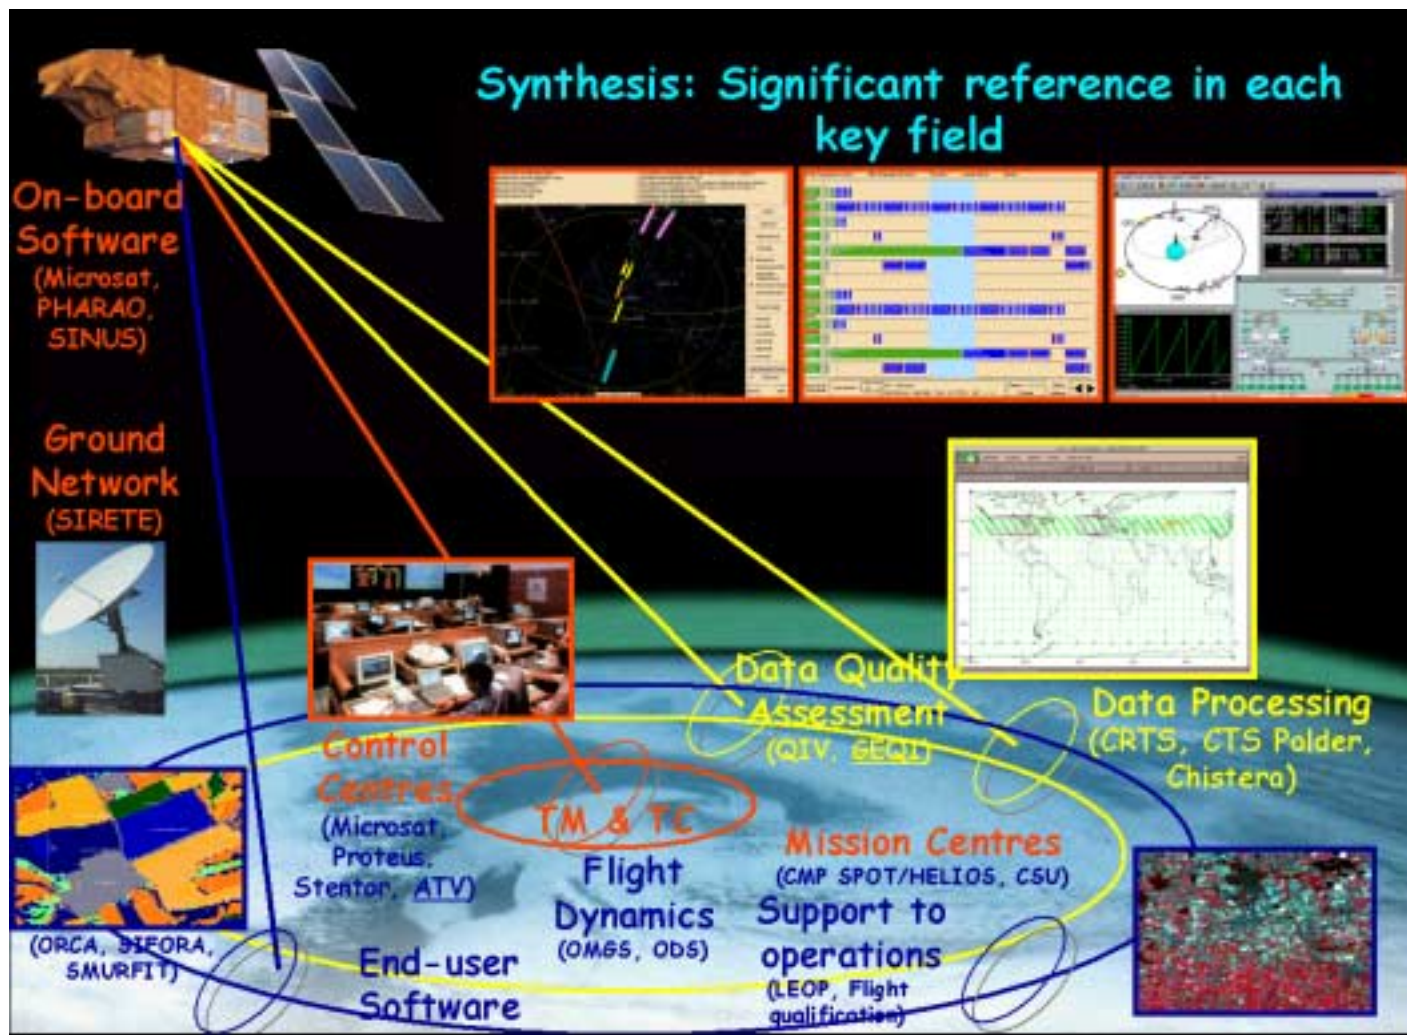 Synthesis: Significant reference in each
key field
On-board
Software
(Microsat,
PHARAO,
SINUS)
Ground
Network
(SIRETE)
Data Quality
Assessment
(QIV, GEQI)
Data Processing
(CRTS, CTS Polder,
Chistera)
Control
Centres
(Microsat,
Proteus,
Stentor, ATV)
TM & TC
Flight
Dynamics
(OMGS, ODS)
Mission Centres
(CMP SPOT/HELIOS, CSU)
Support to
operations
(LEOP, Flight
qualification)
(ORCA, SIFORA,
SMURFIT)
End-user
Software